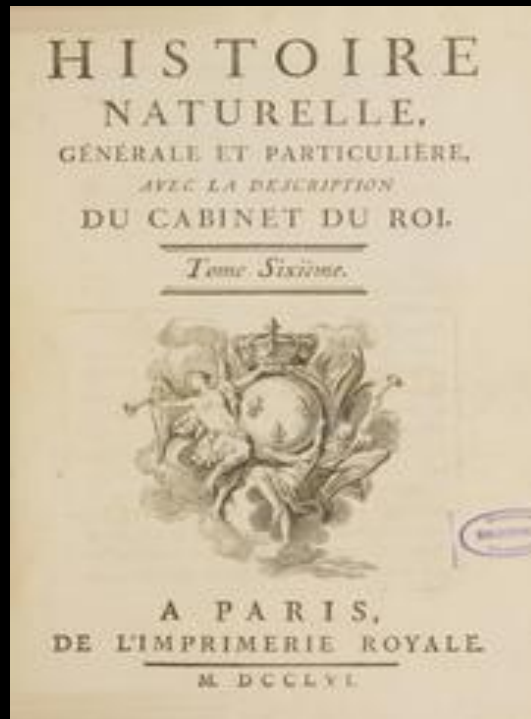 HISTOIRE
NATURELLE,
GÉNÉRALE ET PARTICULIÈRE,
AVEC LA DESCRIPTION
DU CABINET DU ROI.
Tome Sixième.
A PARIS,
DE L'IMPRIMERIE ROYALE.
M. DCCLVI.